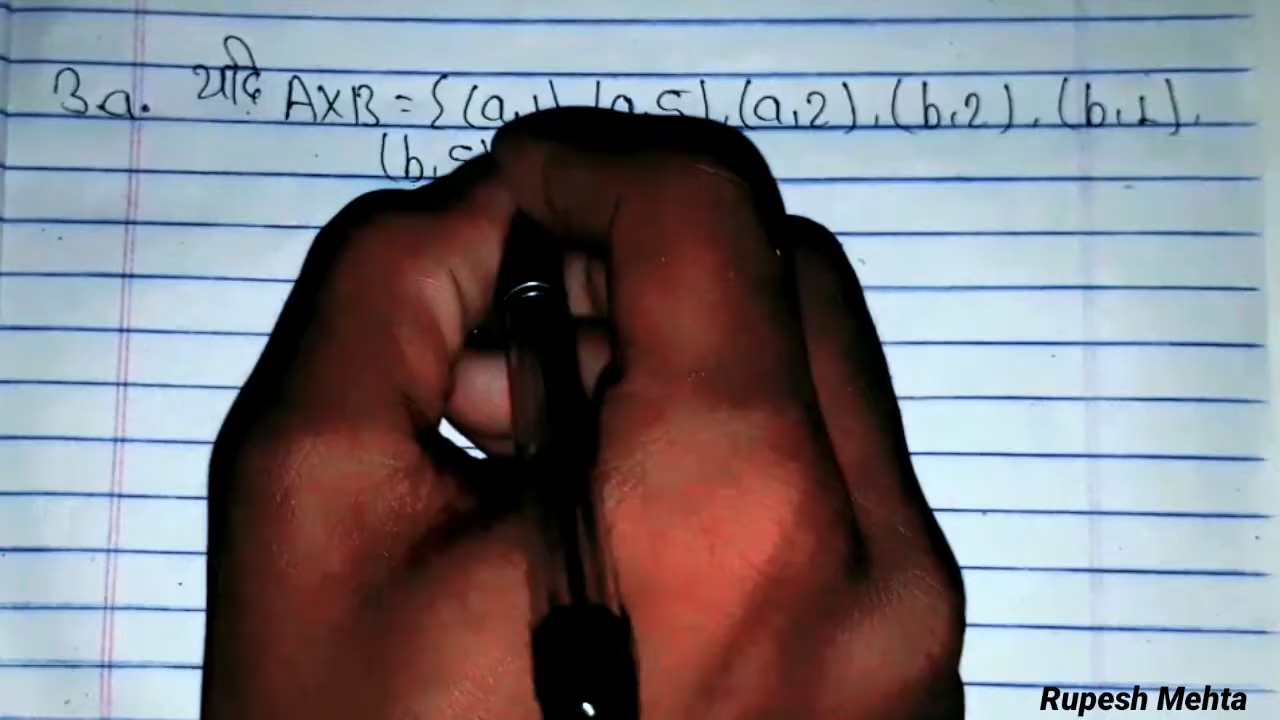 3a. यदि A×B = {(a,1), (a,5), (a,2), (b,2), (b,1),
(b,5)
Rupesh Mehta